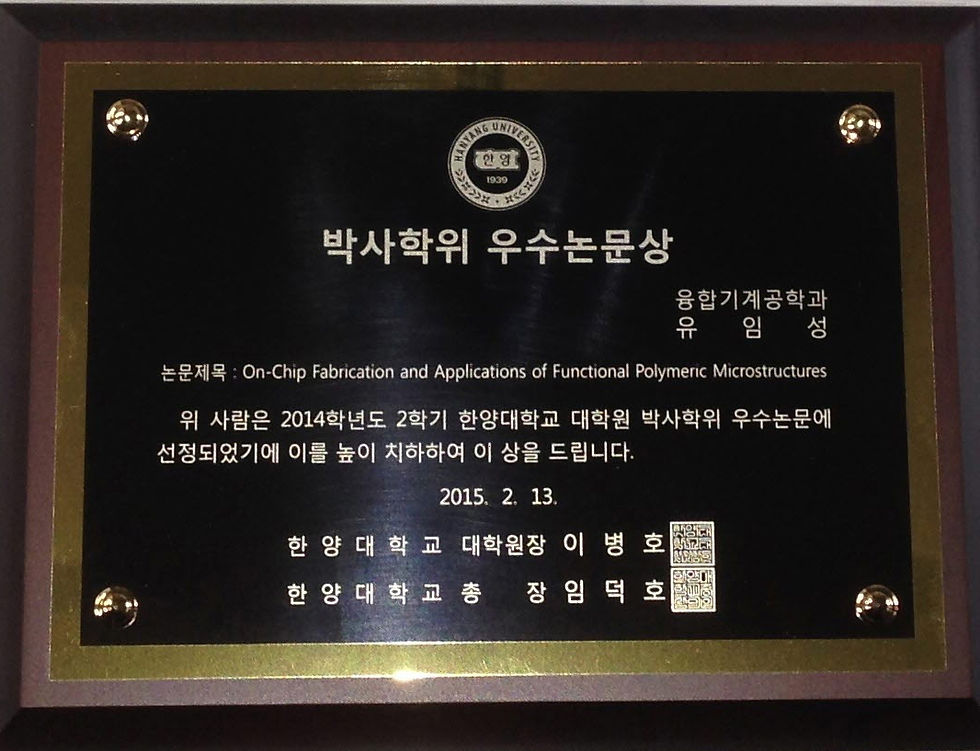 HANYANG UNIVERSITY
한양
1939
박사학위 우수논문상
융합기계공학과
유 임 성
논문제목 : On-Chip Fabrication and Applications of Functional Polymeric Microstructures
위 사람은 2014학년도 2학기 한양대학교 대학원 박사학위 우수논문에
선정되었기에 이를 높이 치하하여 이 상을 드립니다.
2015. 2. 13.
한 양 대 학 교 대학원장 이 병 호
한 양 대 학 교 총 장 임 덕 호